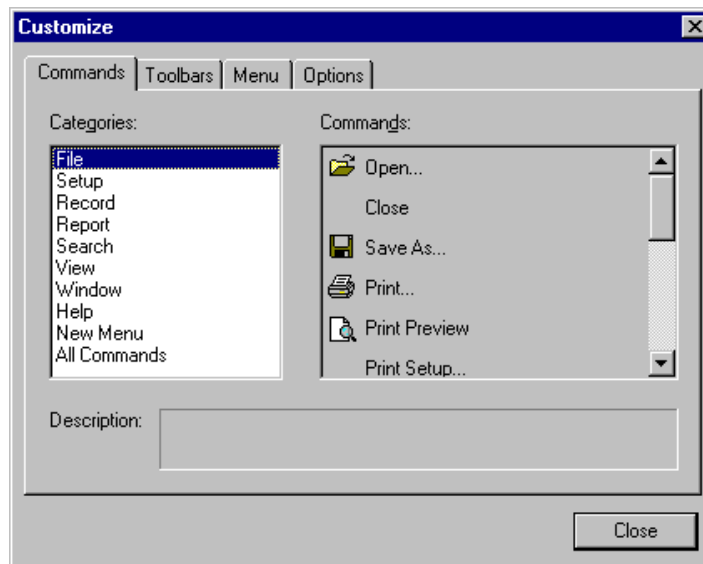 Customize
Commands Toolbars Menu Options
Categories:
File
Setup
Record
Report
Search
View
Window
Help
New Menu
All Commands
Commands:
Open...
Close
Save As...
Print...
Print Preview
Print Setup...
Description:
Close